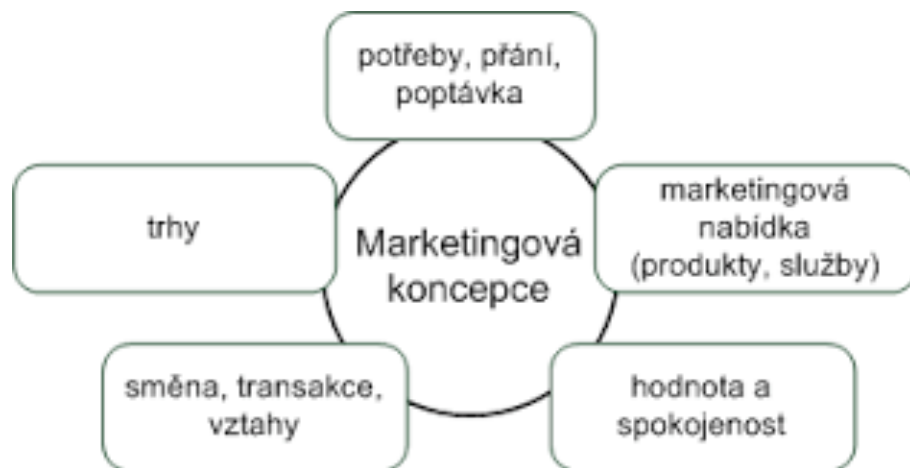 potřeby, přání,
poptávka
marketingová
nabídka
(produkty, služby)
trhy
Marketingová
koncepce
směna, transakce,
vztahy
hodnota a
spokojenost